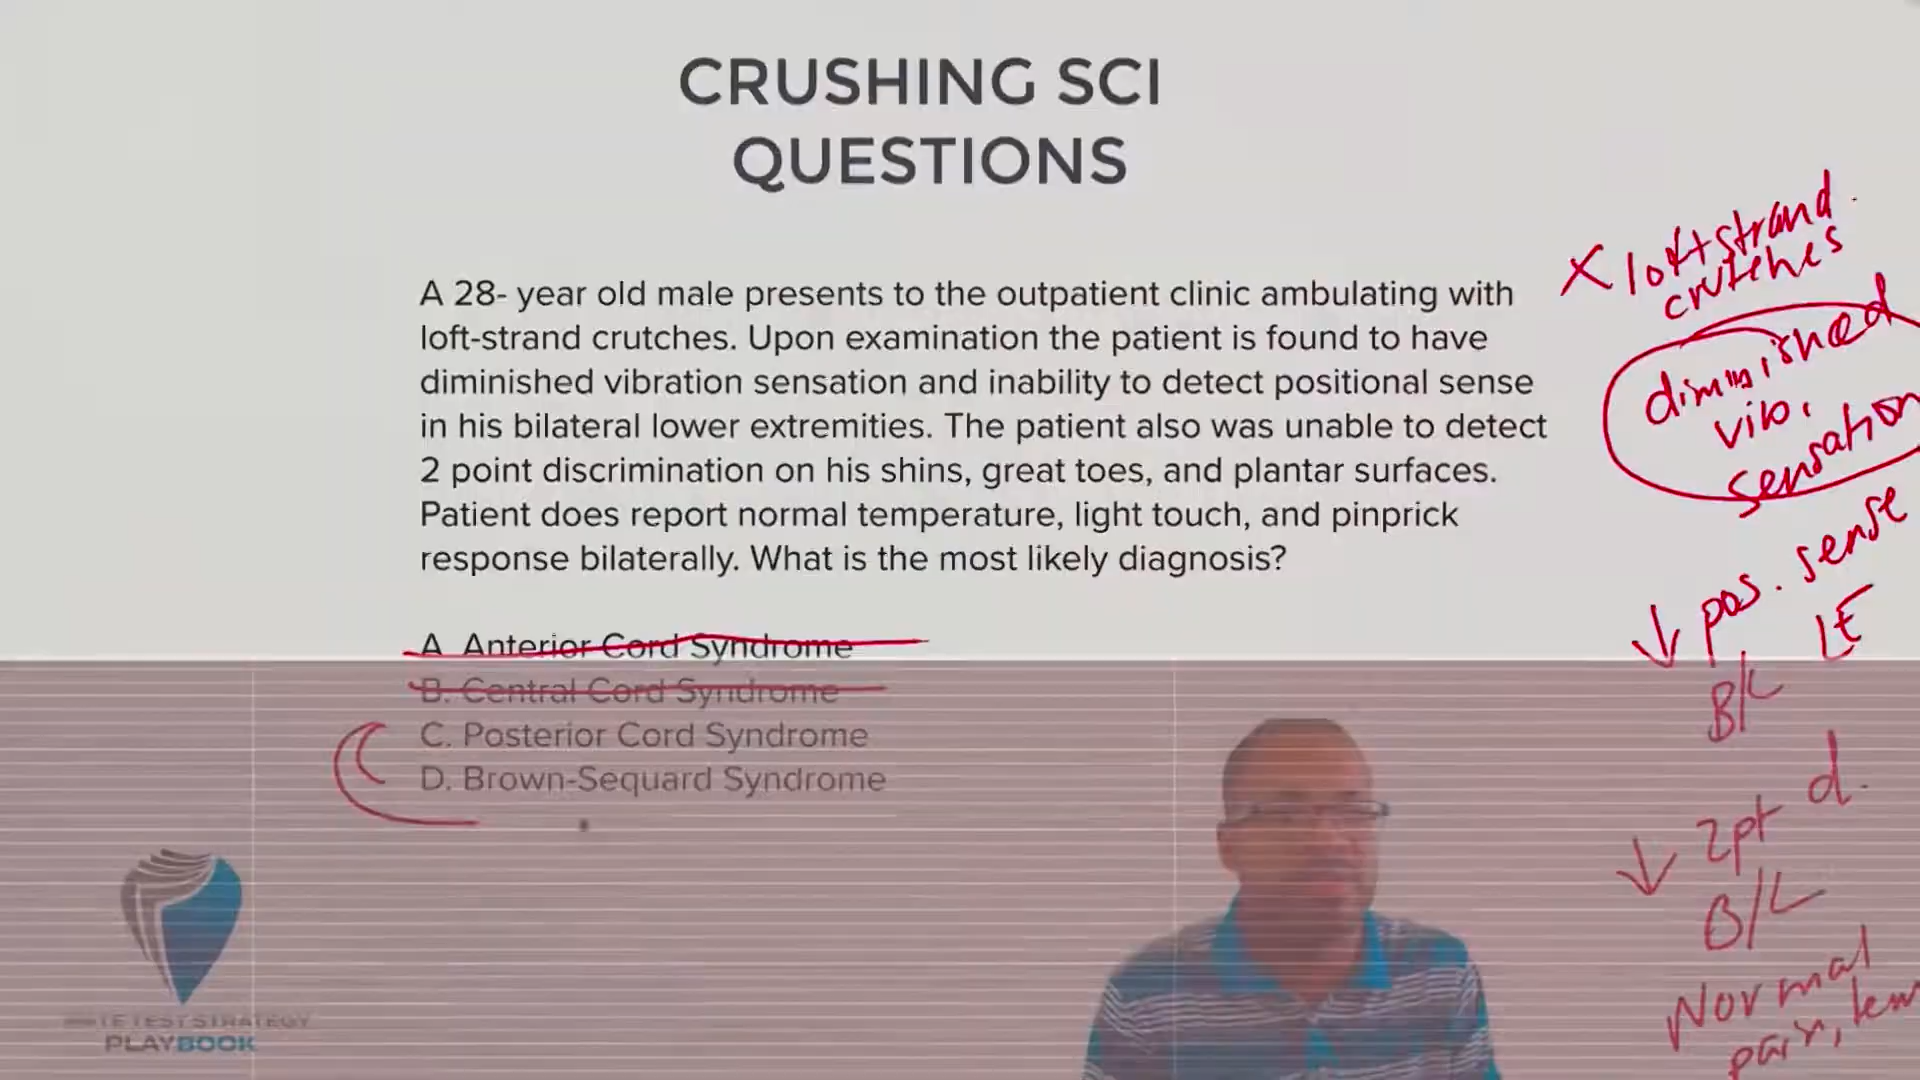 CRUSHING SCI
QUESTIONS
A 28- year old male presents to the outpatient clinic ambulating with
loft-strand crutches. Upon examination the patient is found to have
diminished vibration sensation and inability to detect positional sense
in his bilateral lower extremities. The patient also was unable to detect
2 point discrimination on his shins, great toes, and plantar surfaces.
Patient does report normal temperature, light touch, and pinprick
response bilaterally. What is the most likely diagnosis?
A. Anterior Cord Syndrome
B. Central Cord Syndrome
C. Posterior Cord Syndrome
D. Brown-Sequard Syndrome
X loftstrand.
crutches
diminished
vib.
sensation
↓ pos. sense
B/L LE
↓ 2pt d.
B/L
Normal
TE TEST STRATEGY
PLAYBOOK